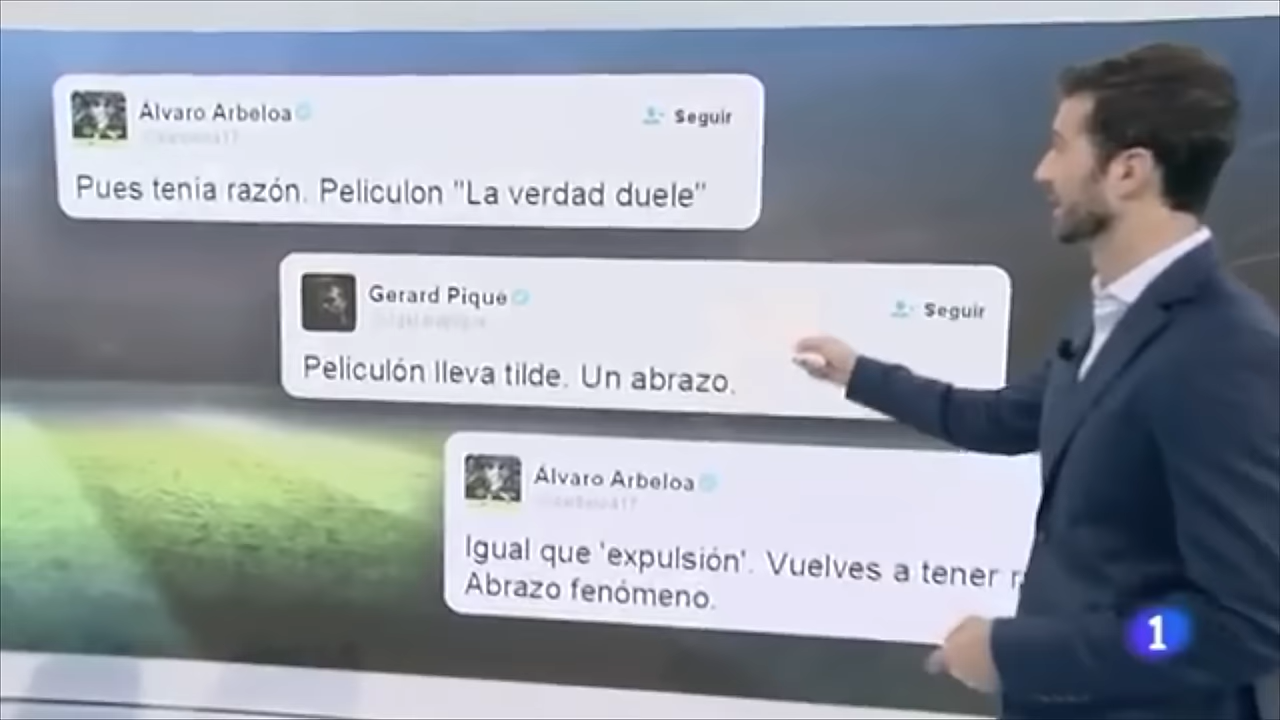 Álvaro Arbeloa
Seguir
Pues tenía razón. Peliculon "La verdad duele"
Gerard Piqué
Seguir
Peliculón lleva tilde. Un abrazo.
Álvaro Arbeloa
Igual que 'expulsión'. Vuelves a tener
Abrazo fenómeno.
1